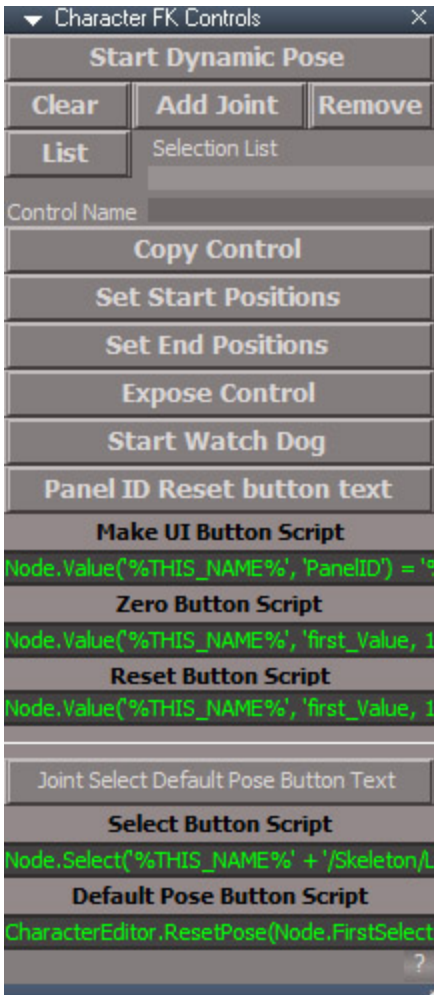 Character FK Controls
Start Dynamic Pose
Clear Add Joint Remove
List Selection List
Control Name
Copy Control
Set Start Positions
Set End Positions
Expose Control
Start Watch Dog
Panel ID Reset button text
Make UI Button Script
Node.Value('%THIS_NAME%', 'PanelID') = '%
Zero Button Script
Node.Value('%THIS_NAME%', 'first_Value, 1
Reset Button Script
Node.Value('%THIS_NAME%', 'first_Value, 1
Joint Select Default Pose Button Text
Select Button Script
Node.Select('%THIS_NAME%' + '/Skeleton/L
Default Pose Button Script
CharacterEditor.ResetPose(Node.FirstSelect
?